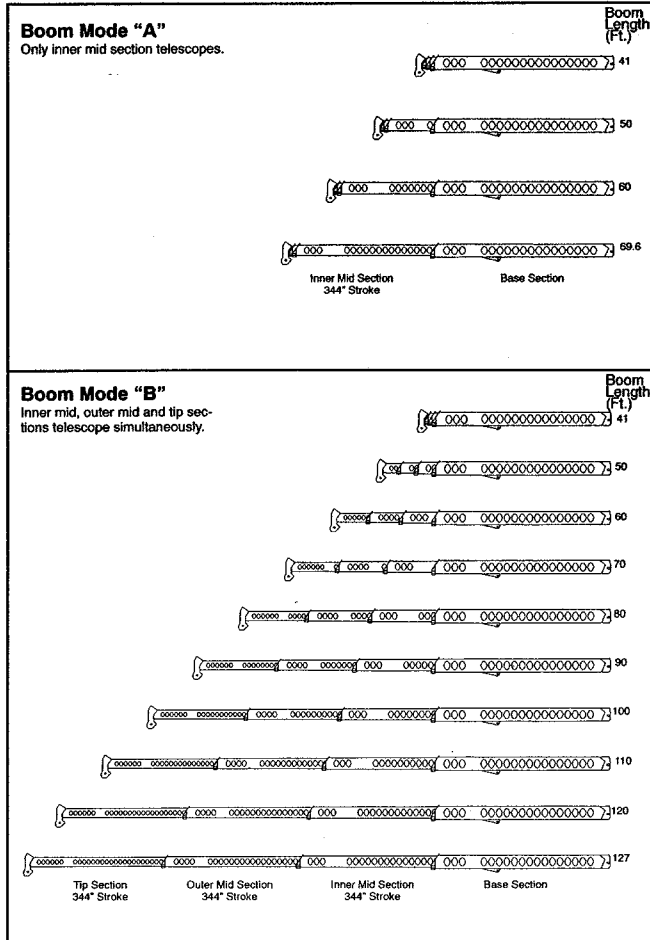 Boom Mode “A”
Only inner mid section telescopes.
Boom
Length
(Ft.)
41
50
60
69.6
Inner Mid Section
344" Stroke
Base Section
Boom Mode “B”
Inner mid, outer mid and tip sec-
tions telescope simultaneously.
Boom
Length
(Ft.)
41
50
60
70
80
90
100
110
120
127
Tip Section
344" Stroke
Outer Mid Section
344" Stroke
Inner Mid Section
344" Stroke
Base Section